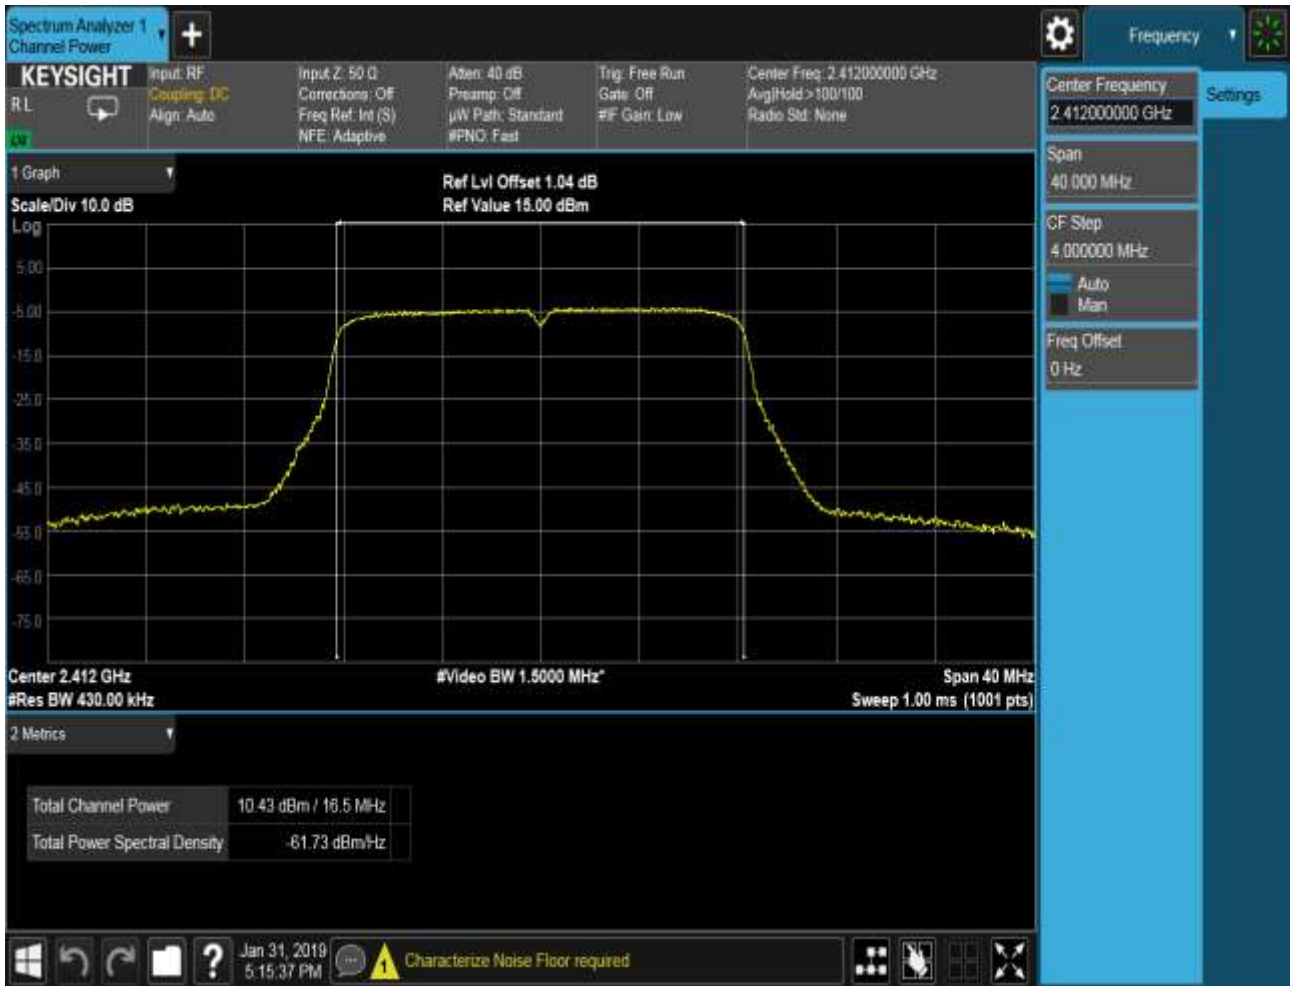 Spectrum Analyzer 1
Channel Power
Frequency
KEYSIGHT
R L
Input: RF
Coupling: DC
Align: Auto
Input Z: 50 Ω
Corrections: Off
Freq Ref: Int (S)
NFE: Adaptive
Atten: 40 dB
Preamp: Off
µW Path: Standard
#PNO: Fast
Trig: Free Run
Gate: Off
#IF Gain: Low
Center Freq: 2.412000000 GHz
Avg|Hold:>100/100
Radio Std: None
Center Frequency
2.412000000 GHz
Settings
Span
40.000 MHz
CF Step
4.000000 MHz
Auto
Man
Freq Offset
0 Hz
1 Graph
Scale/Div 10.0 dB
Ref Lvl Offset 1.04 dB
Ref Value 15.00 dBm
Log
5.00
-5.00
-15.0
-25.0
-35.0
-45.0
-55.0
-65.0
-75.0
Center 2.412 GHz
#Video BW 1.5000 MHz*
Span 40 MHz
#Res BW 430.00 kHz
Sweep 1.00 ms (1001 pts)
2 Metrics
Total Channel Power 10.43 dBm / 16.5 MHz
Total Power Spectral Density -61.73 dBm/Hz
Jan 31, 2019
5:15:37 PM
1
Characterize Noise Floor required